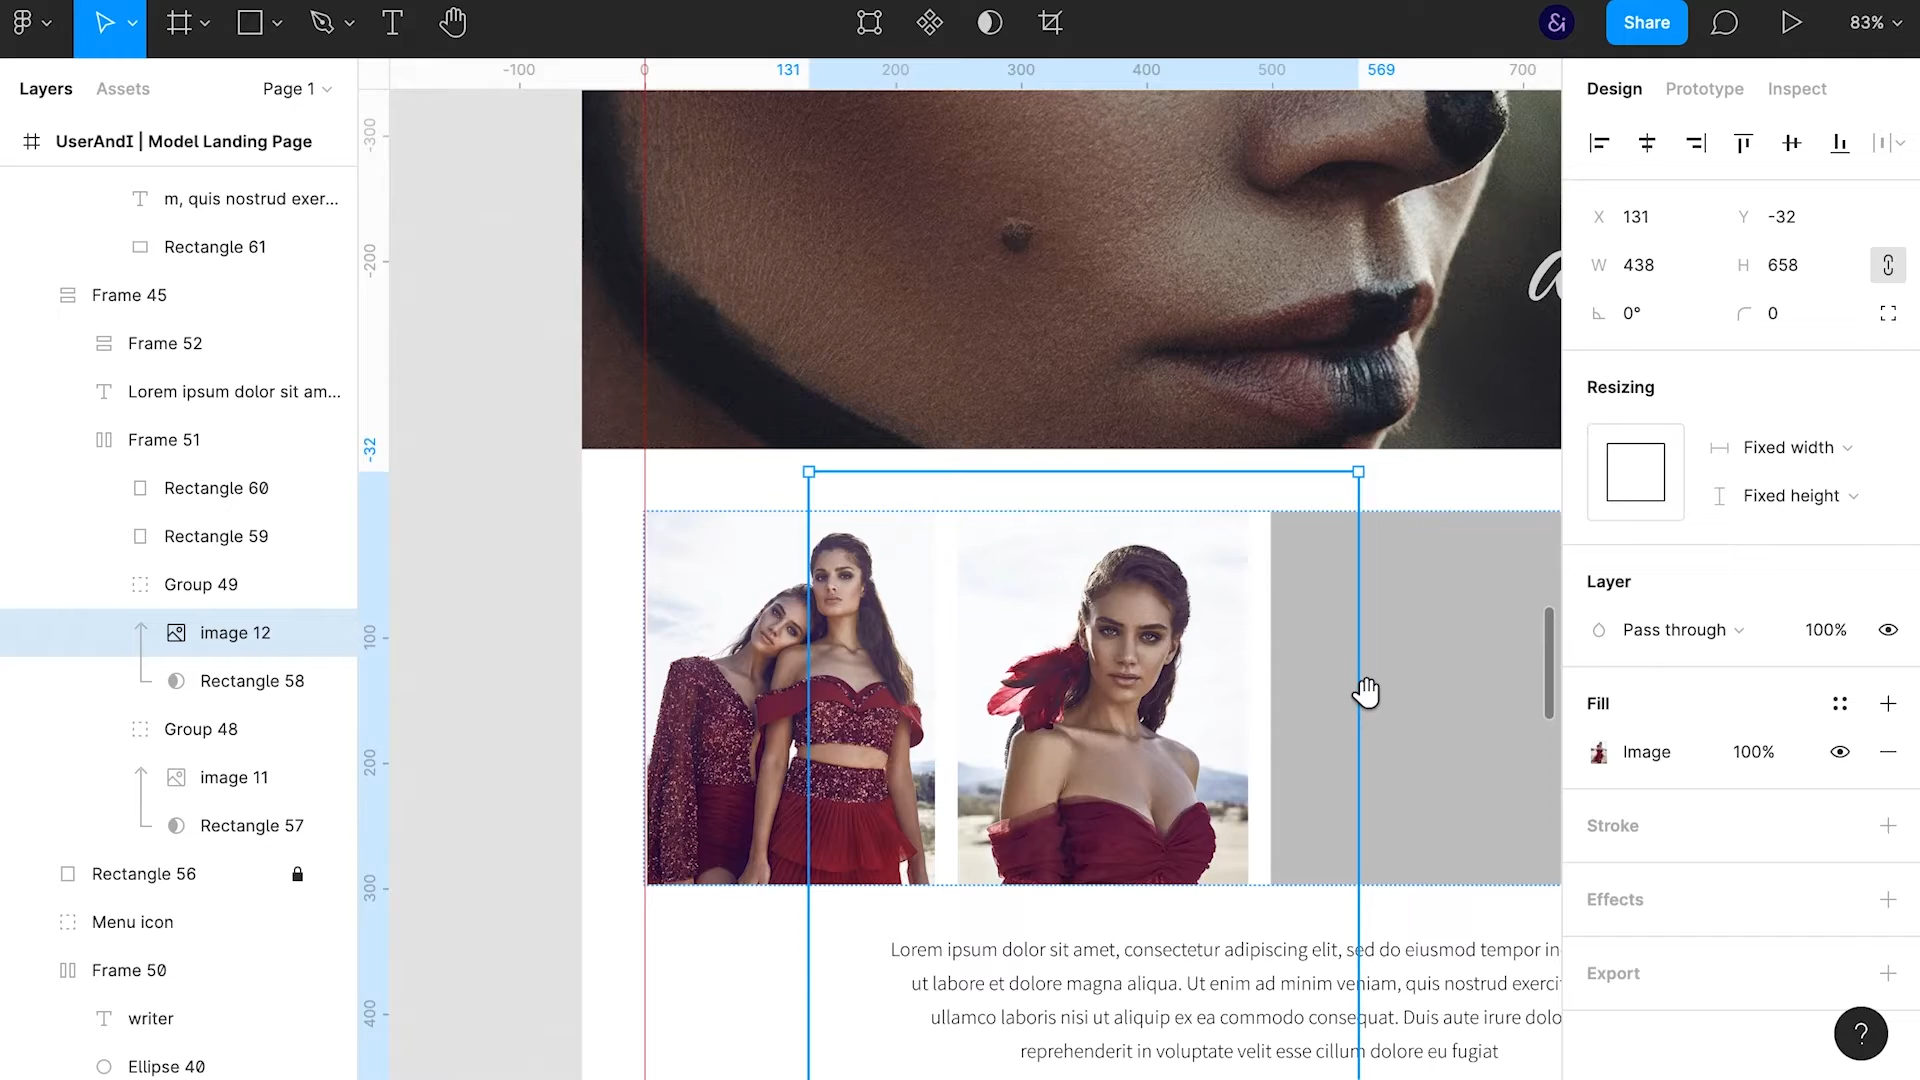 &i
Share
83%
Layers
Assets
Page 1
-100
0
131
200
300
400
500
569
700
Design
Prototype
Inspect
UserAndI | Model Landing Page
-300
-200
-32
100
200
300
400
m, quis nostrud exer...
Rectangle 61
Frame 45
Frame 52
Lorem ipsum dolor sit am...
Frame 51
Rectangle 60
Rectangle 59
Group 49
image 12
Rectangle 58
Group 48
image 11
Rectangle 57
Rectangle 56
Menu icon
Frame 50
writer
Ellipse 40
a
Lorem ipsum dolor sit amet, consectetur adipiscing elit, sed do eiusmod tempor in
ut labore et dolore magna aliqua. Ut enim ad minim veniam, quis nostrud exerci
ullamco laboris nisi ut aliquip ex ea commodo consequat. Duis aute irure dolo
reprehenderit in voluptate velit esse cillum dolore eu fugiat
X 131 Y -32
W 438 H 658
0° 0
Resizing
Fixed width
Fixed height
Layer
Pass through 100%
Fill
Image 100%
Stroke
Effects
Export
?